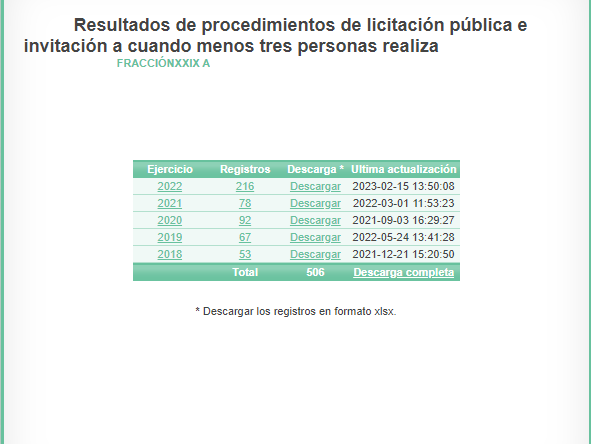 Resultados de procedimientos de licitación pública e
invitación a cuando menos tres personas realiza
FRACCIÓNXXIX A
Ejercicio Registros Descarga * Ultima actualización
2022 216 Descargar 2023-02-15 13:50:08
2021 78 Descargar 2022-03-01 11:53:23
2020 92 Descargar 2021-09-03 16:29:27
2019 67 Descargar 2022-05-24 13:41:28
2018 53 Descargar 2021-12-21 15:20:50
Total 506 Descarga completa
* Descargar los registros en formato xlsx.